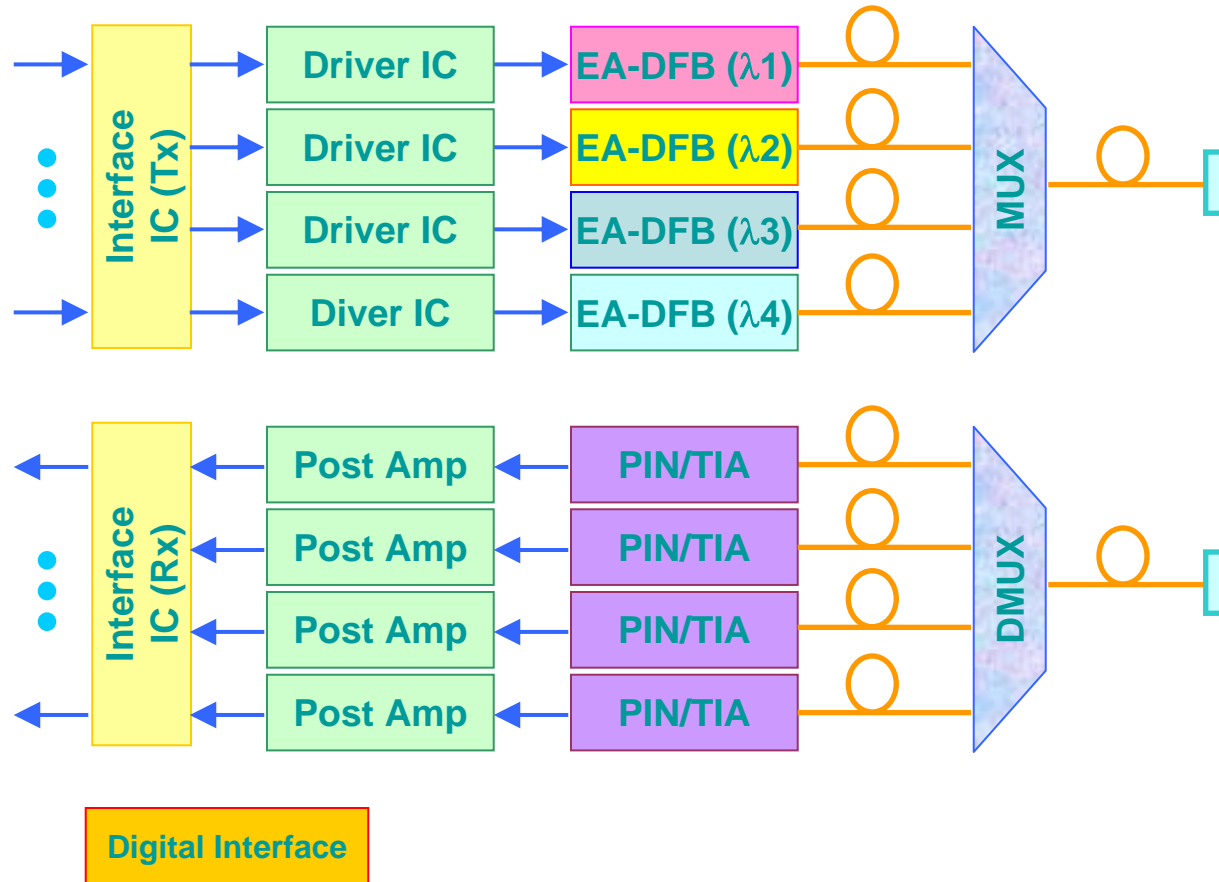 Interface
IC (Tx)
Driver IC
EA-DFB (λ1)
Driver IC
EA-DFB (λ2)
Driver IC
EA-DFB (λ3)
Diver IC
EA-DFB (λ4)
MUX
Interface
IC (Rx)
Post Amp
PIN/TIA
Post Amp
PIN/TIA
Post Amp
PIN/TIA
Post Amp
PIN/TIA
DMUX
Digital Interface